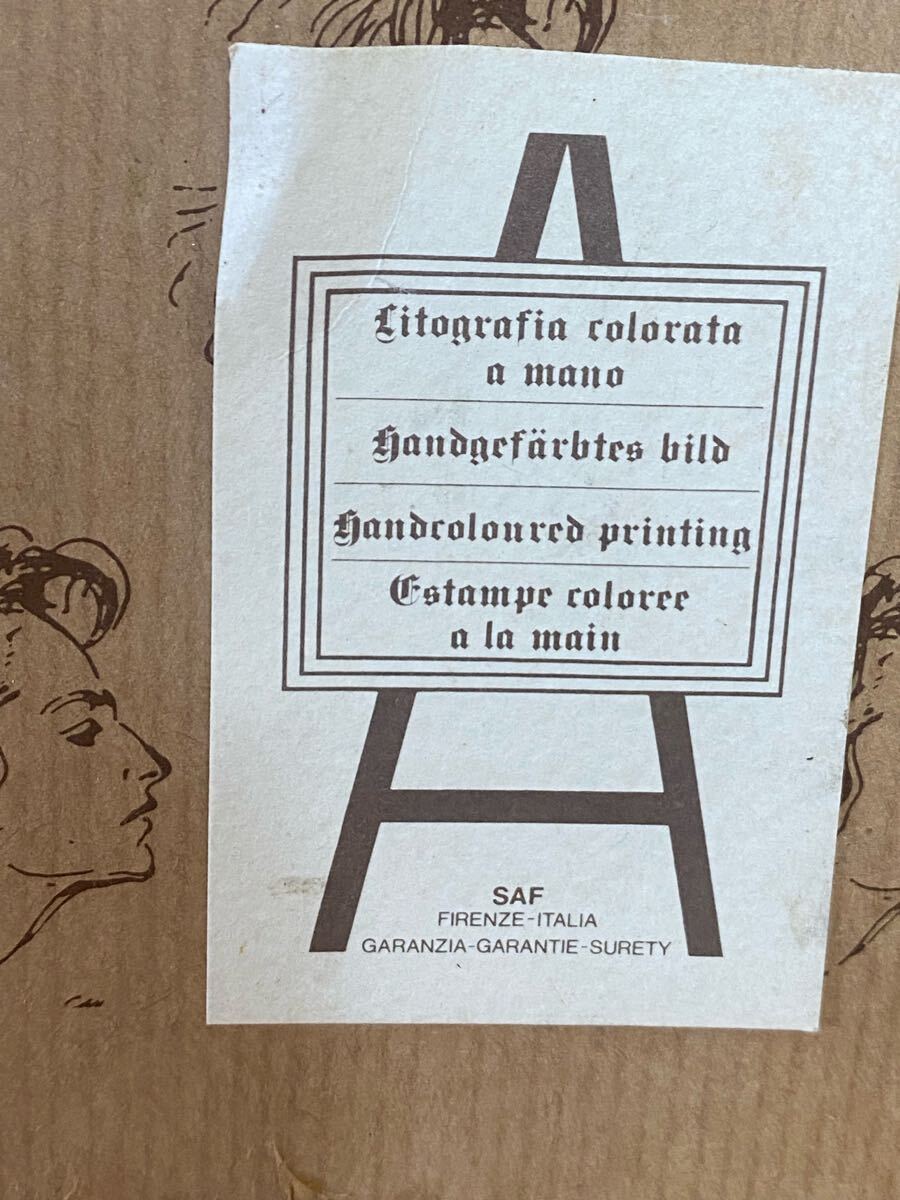 Litografia colorata
a mano
Handgefärbtes bild
Handcoloured printing
Estampe coloree
a la main
SAF
FIRENZE-ITALIA
GARANZIA-GARANTIE-SURETY